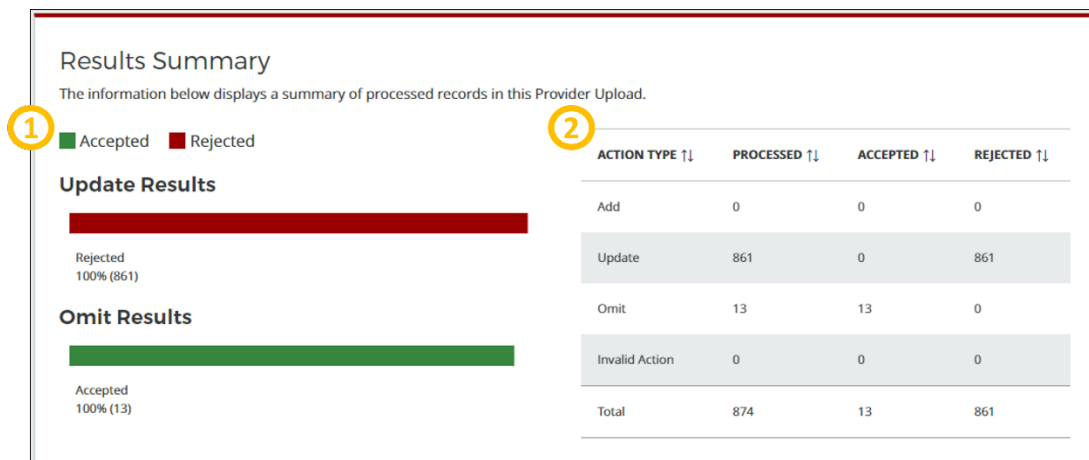 Results Summary
The information below displays a summary of processed records in this Provider Upload.
1
Accepted Rejected
Update Results
Rejected
100% (861)
Omit Results
Accepted
100% (13)
2
ACTION TYPE ↑↓ PROCESSED ↑↓ ACCEPTED ↑↓ REJECTED ↑↓
Add 0 0 0
Update 861 0 861
Omit 13 13 0
Invalid Action 0 0 0
Total 874 13 861